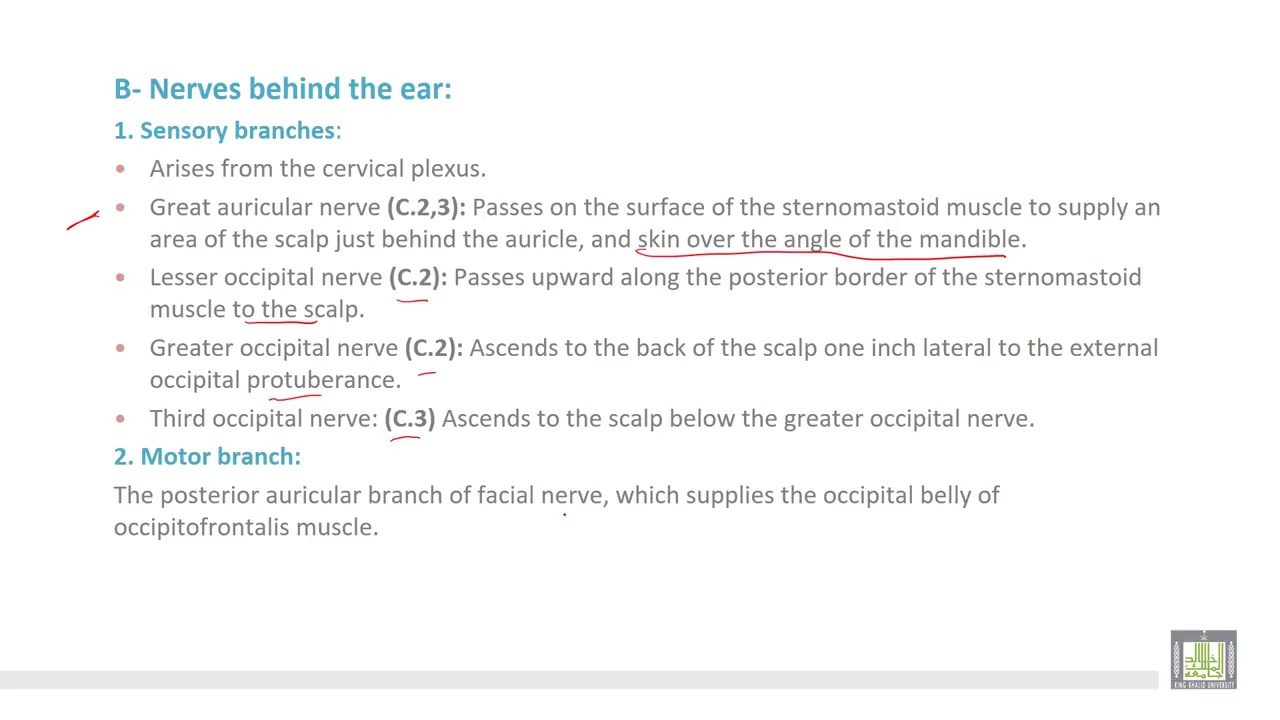 B- Nerves behind the ear:
1. Sensory branches:
• Arises from the cervical plexus.
• Great auricular nerve (C.2,3): Passes on the surface of the sternomastoid muscle to supply an
area of the scalp just behind the auricle, and skin over the angle of the mandible.
• Lesser occipital nerve (C.2): Passes upward along the posterior border of the sternomastoid
muscle to the scalp.
• Greater occipital nerve (C.2): Ascends to the back of the scalp one inch lateral to the external
occipital protuberance.
• Third occipital nerve: (C.3) Ascends to the scalp below the greater occipital nerve.
2. Motor branch:
The posterior auricular branch of facial nerve, which supplies the occipital belly of
occipitofrontalis muscle.
KING KHALID UNIVERSITY